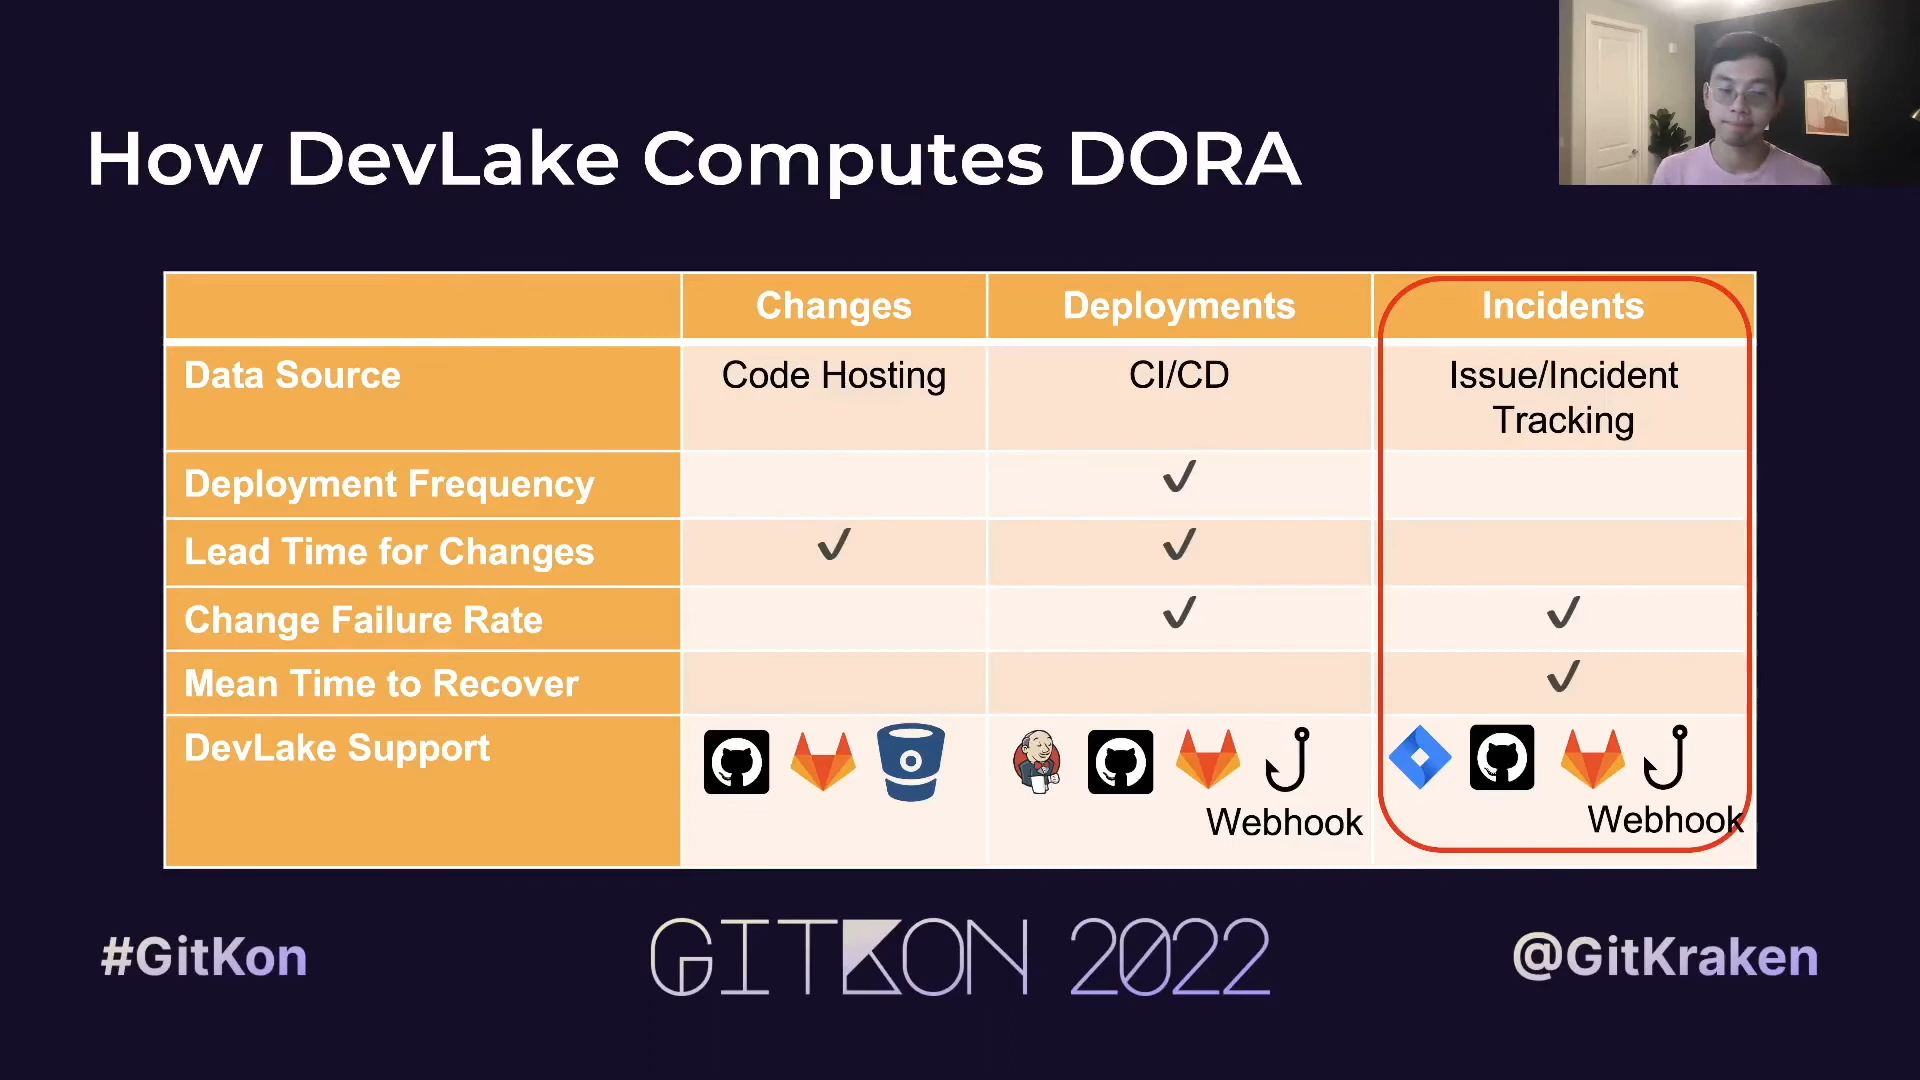 How DevLake Computes DORA
Changes Deployments Incidents
Data Source Code Hosting CI/CD Issue/Incident
Tracking
Deployment Frequency ✓
Lead Time for Changes ✓ ✓
Change Failure Rate ✓ ✓
Mean Time to Recover ✓
DevLake Support
Webhook Webhook
#GitKon GITKON 2022 @GitKraken